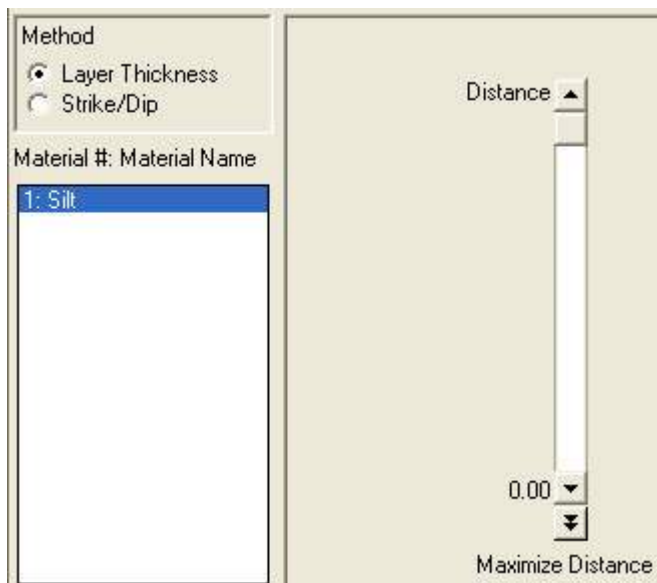 Method
Layer Thickness
Strike/Dip
Material #: Material Name
1: Silt
Distance
0.00
Maximize Distance